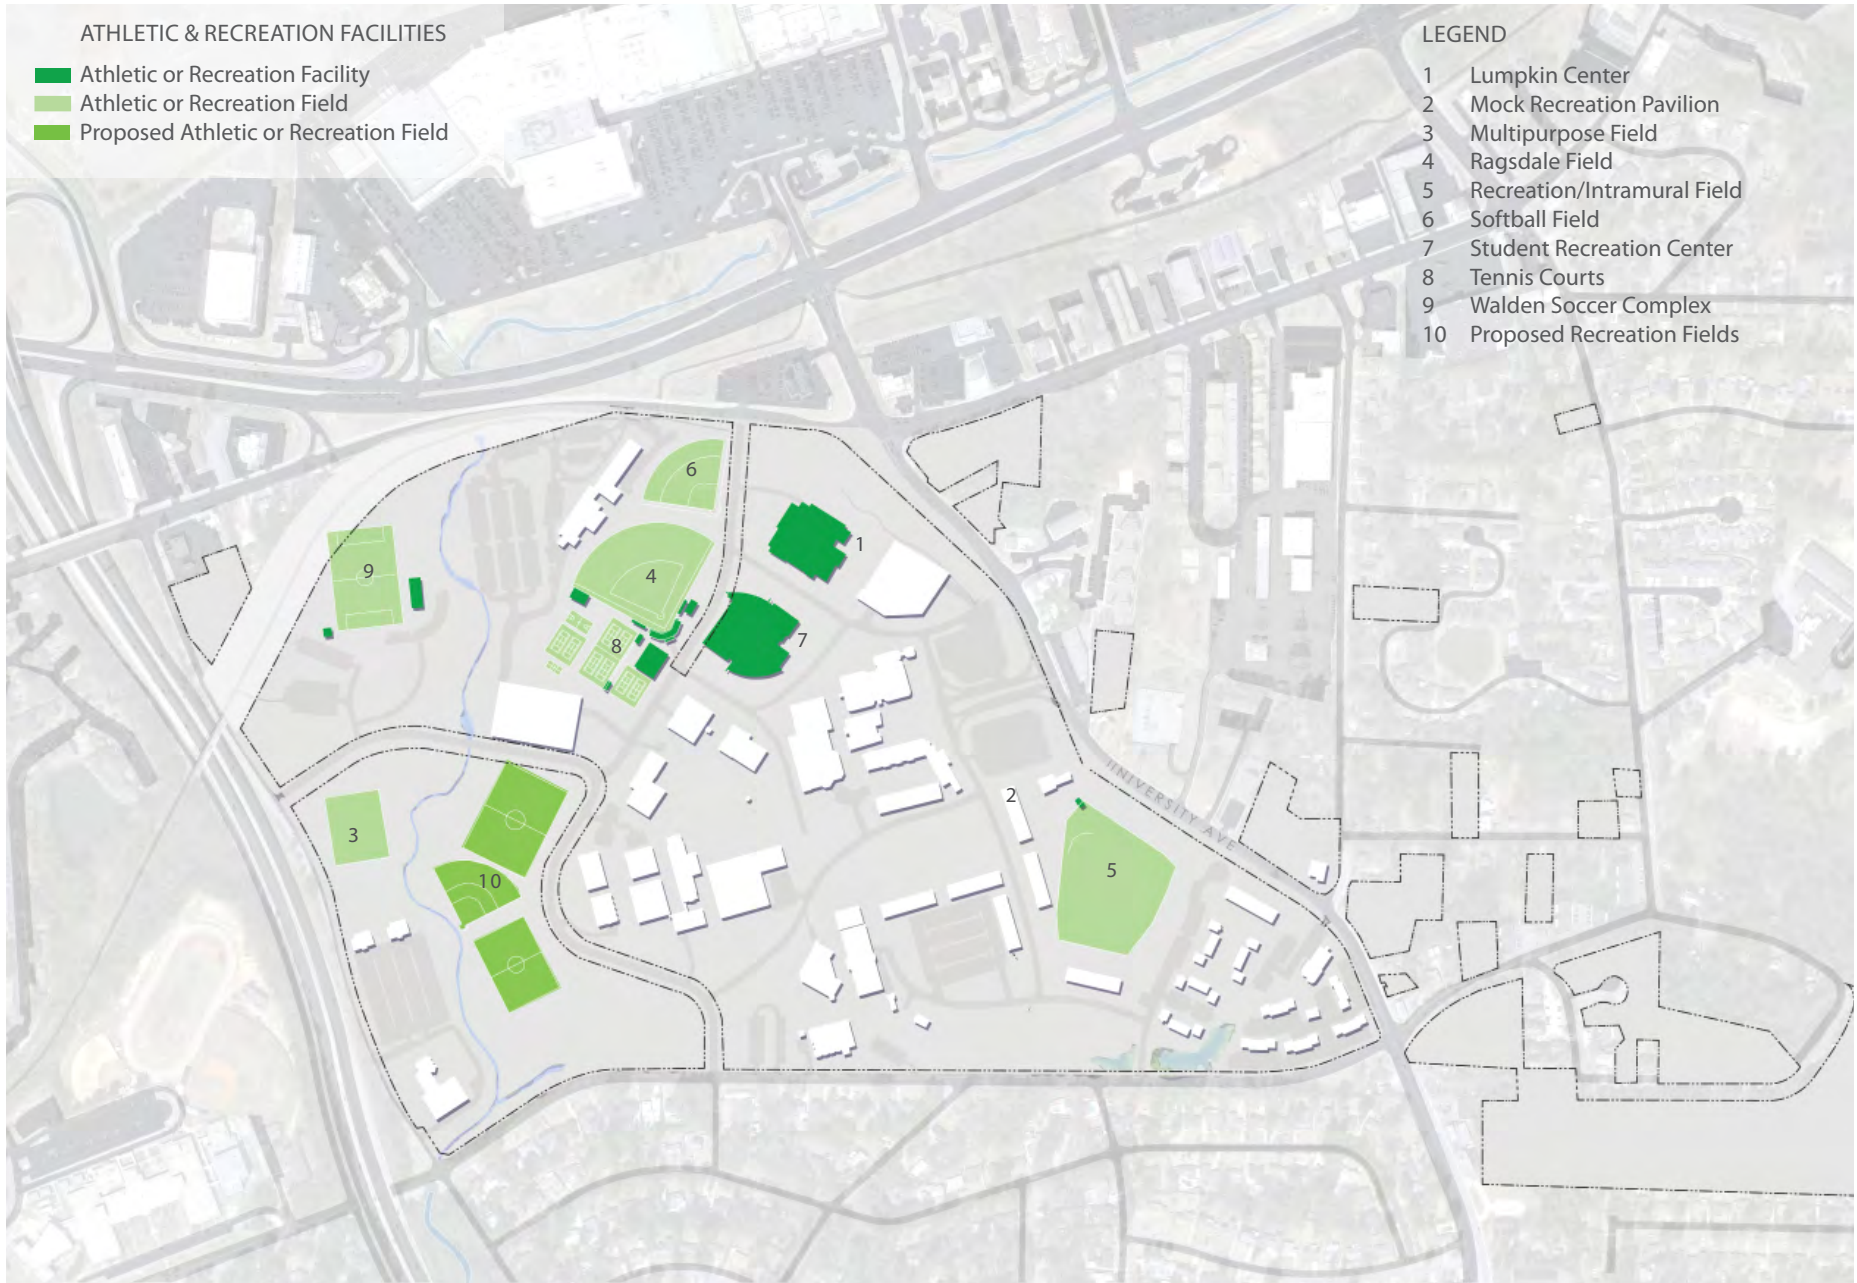 ATHLETIC & RECREATION FACILITIES
Athletic or Recreation Facility
Athletic or Recreation Field
Proposed Athletic or Recreation Field
LEGEND
1 Lumpkin Center
2 Mock Recreation Pavilion
3 Multipurpose Field
4 Ragsdale Field
5 Recreation/Intramural Field
6 Softball Field
7 Student Recreation Center
8 Tennis Courts
9 Walden Soccer Complex
10 Proposed Recreation Fields
6
1
9
4
7
8
UNIVERSITY AVE
2
3
5
10